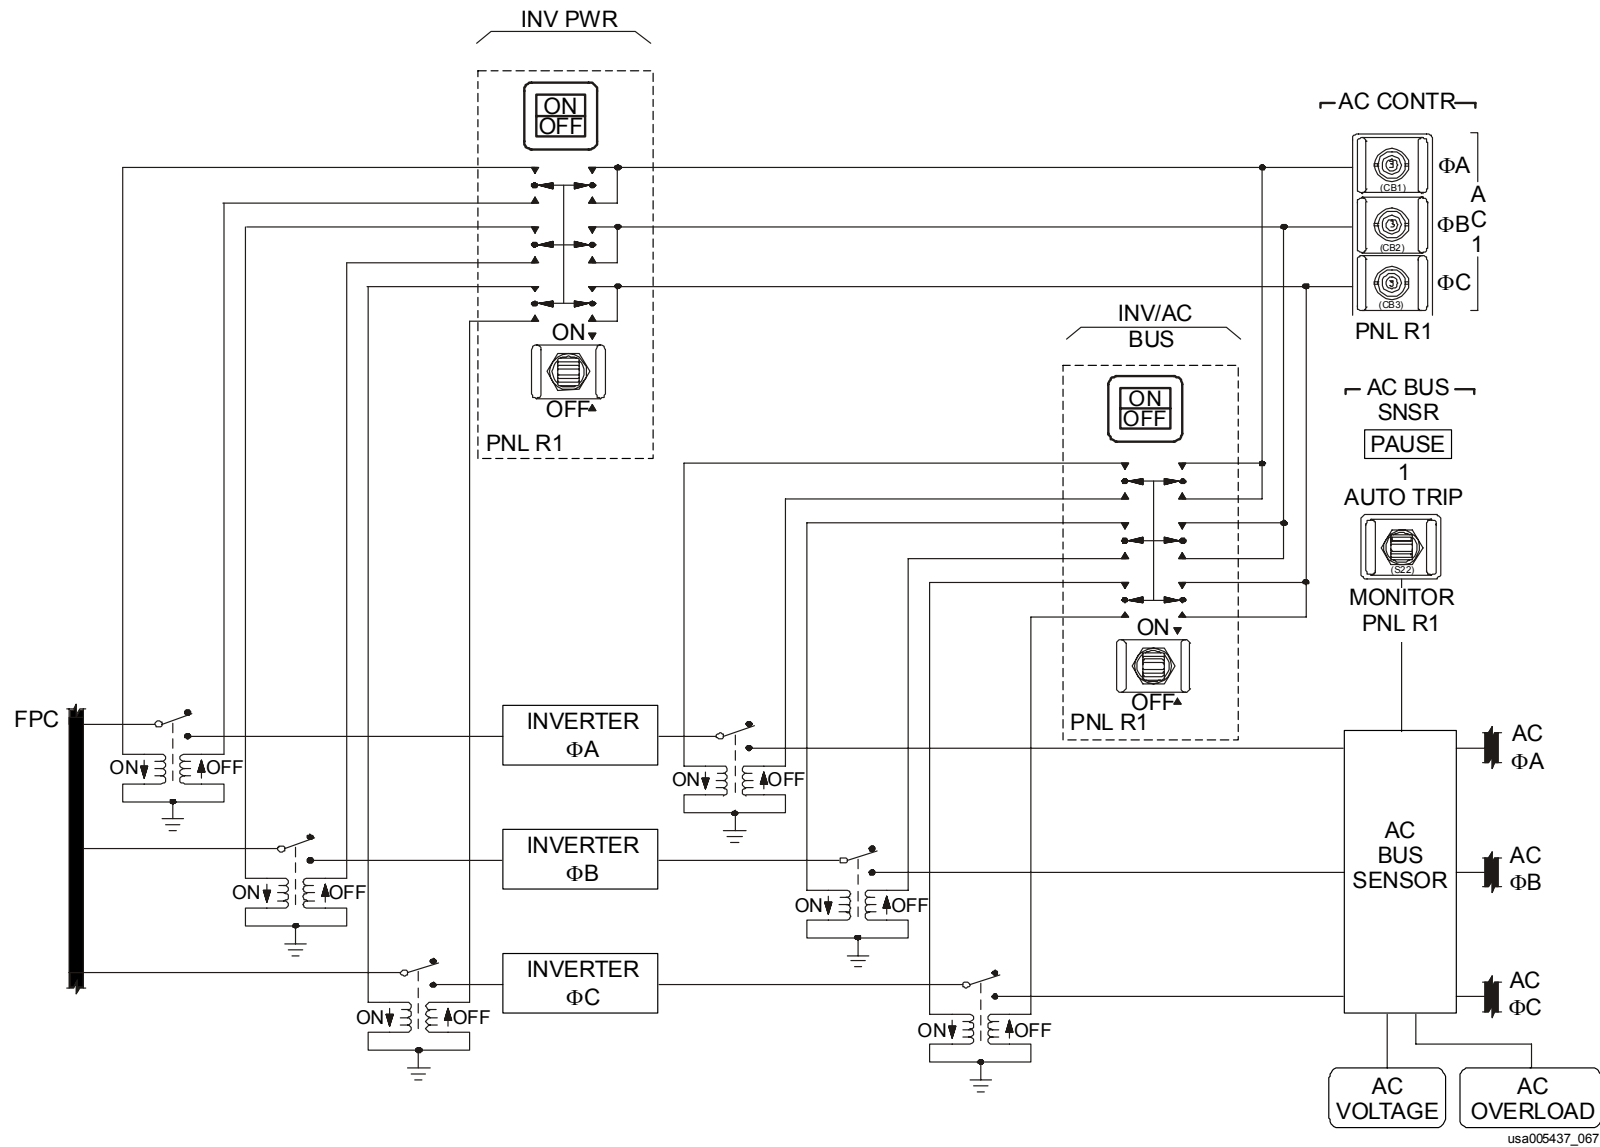 INV PWR
ON
OFF
ON
OFF
PNL R1
AC CONTR
(CB1)
ΦA
(CB2)
ΦB
(CB3)
ΦC
A
C
1
3
3
3
PNL R1
INV/AC
BUS
ON
OFF
ON
OFF
PNL R1
AC BUS
SNSR
PAUSE
1
AUTO TRIP
(S22)
MONITOR
PNL R1
FPC
ON
OFF
INVERTER
ΦA
ON
OFF
AC
ΦA
ON
OFF
INVERTER
ΦB
ON
OFF
AC
BUS
SENSOR
AC
ΦB
ON
OFF
INVERTER
ΦC
ON
OFF
AC
ΦC
AC
VOLTAGE
AC
OVERLOAD
usa005437_067